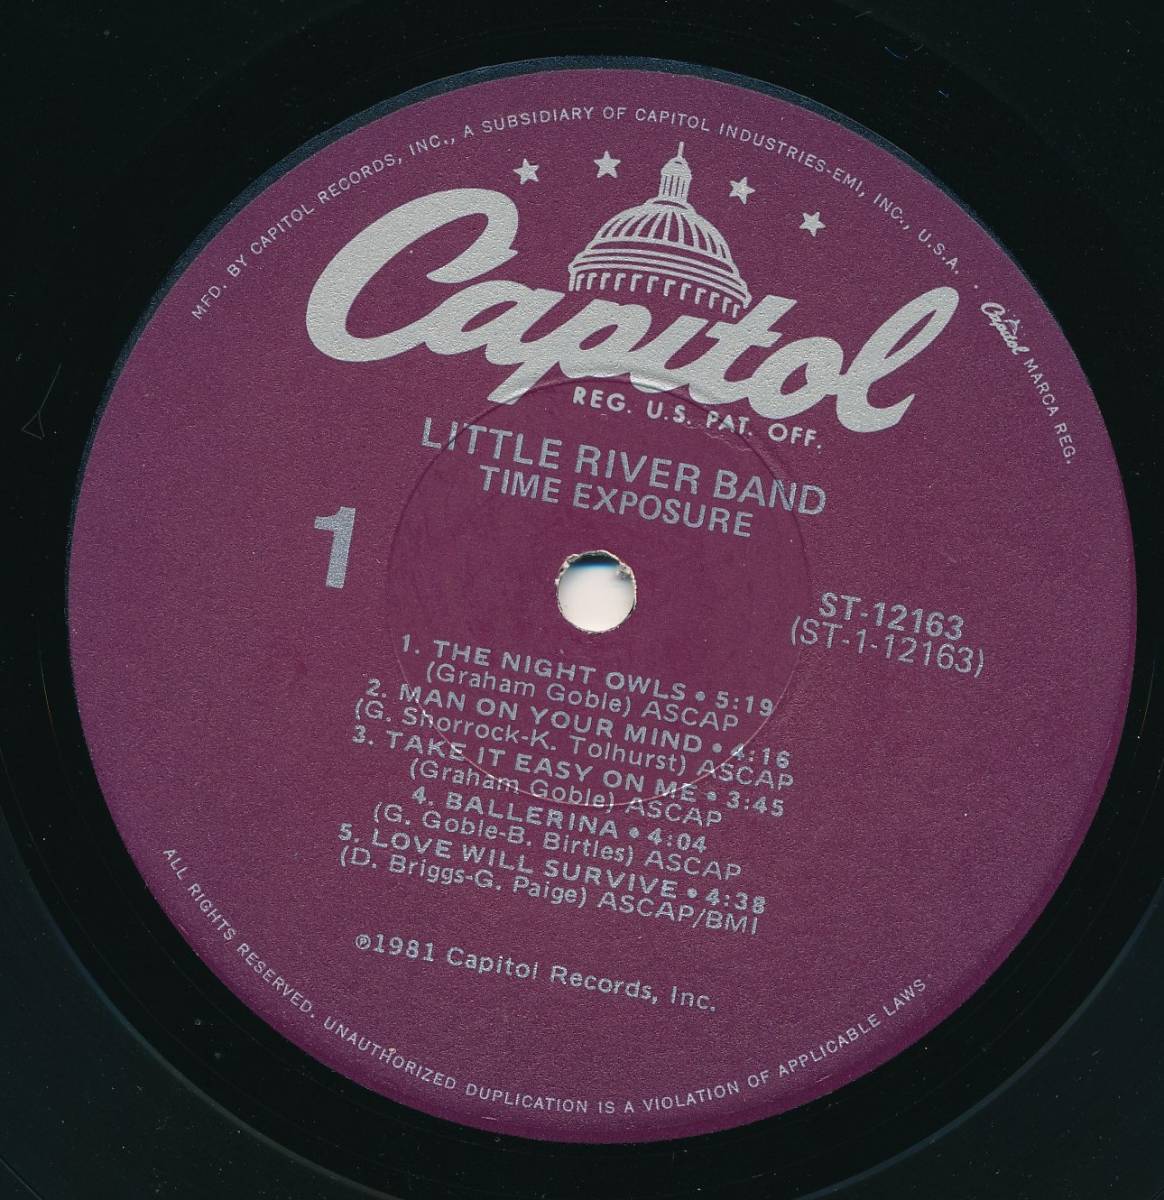 MFD. BY CAPITOL RECORDS, INC., A SUBSIDIARY OF CAPITOL INDUSTRIES-EMI, INC., U.S.A. · Capitol MARCA REG.
Capitol
REG. U.S. PAT. OFF.
LITTLE RIVER BAND
TIME EXPOSURE
1
ST-12163
(ST-1-12163)
1. THE NIGHT OWLS • 5:19
(Graham Goble) ASCAP
2. MAN ON YOUR MIND • 4:16
(G. Shorrock-K. Tolhurst) ASCAP
3. TAKE IT EASY ON ME • 3:45
(Graham Goble) ASCAP
4. BALLERINA • 4:04
(G. Goble-B. Birtles) ASCAP
5. LOVE WILL SURVIVE • 4:38
(D. Briggs-G. Paige) ASCAP/BMI
℗1981 Capitol Records, Inc.
ALL RIGHTS RESERVED. UNAUTHORIZED DUPLICATION IS A VIOLATION OF APPLICABLE LAWS.